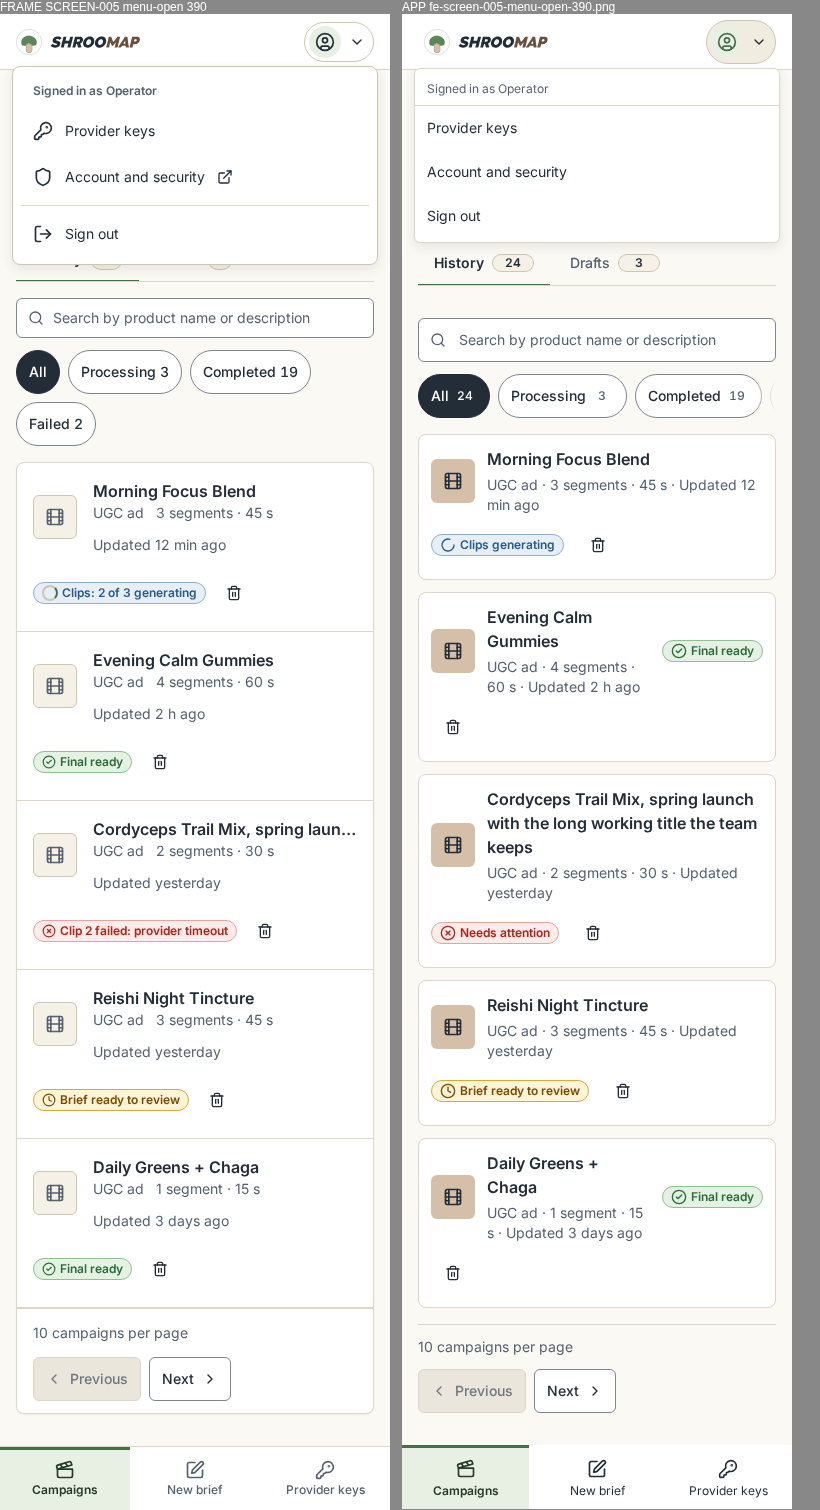 FRAME SCREEN-005 menu-open 390
SHROOMAP
Signed in as Operator
Provider keys
Account and security
Sign out
Search by product name or description
All
Processing 3
Completed 19
Failed 2
Morning Focus Blend
UGC ad 3 segments · 45 s
Updated 12 min ago
Clips: 2 of 3 generating
Evening Calm Gummies
UGC ad 4 segments · 60 s
Updated 2 h ago
Final ready
Cordyceps Trail Mix, spring laun...
UGC ad 2 segments · 30 s
Updated yesterday
Clip 2 failed: provider timeout
Reishi Night Tincture
UGC ad 3 segments · 45 s
Updated yesterday
Brief ready to review
Daily Greens + Chaga
UGC ad 1 segment · 15 s
Updated 3 days ago
Final ready
10 campaigns per page
Previous
Next
Campaigns
New brief
Provider keys
APP fe-screen-005-menu-open-390.png
SHROOMAP
Signed in as Operator
Provider keys
Account and security
Sign out
History 24
Drafts 3
Search by product name or description
All 24
Processing 3
Completed 19
Morning Focus Blend
UGC ad · 3 segments · 45 s · Updated 12
min ago
Clips generating
Evening Calm
Gummies
UGC ad · 4 segments ·
60 s · Updated 2 h ago
Final ready
Cordyceps Trail Mix, spring launch
with the long working title the team
keeps
UGC ad · 2 segments · 30 s · Updated
yesterday
Needs attention
Reishi Night Tincture
UGC ad · 3 segments · 45 s · Updated
yesterday
Brief ready to review
Daily Greens +
Chaga
UGC ad · 1 segment · 15
s · Updated 3 days ago
Final ready
10 campaigns per page
Previous
Next
Campaigns
New brief
Provider keys